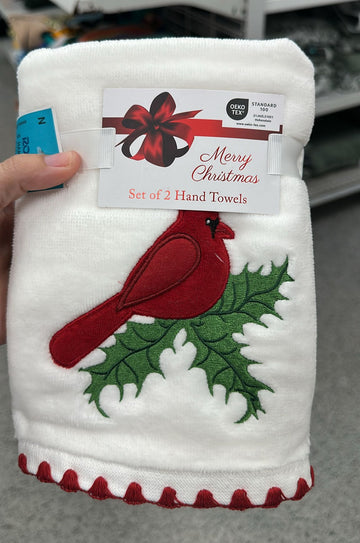 OEKO
TEX®
STANDARD
100
Merry
Christmas
Set of 2 Hand Towels
N